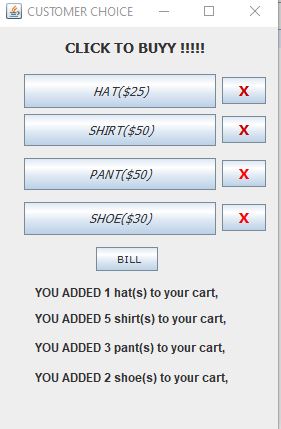 CUSTOMER CHOICE
CLICK TO BUYY !!!!!
HAT($25) X
SHIRT($50) X
PANT($50) X
SHOE($30) X
BILL
YOU ADDED 1 hat(s) to your cart,
YOU ADDED 5 shirt(s) to your cart,
YOU ADDED 3 pant(s) to your cart,
YOU ADDED 2 shoe(s) to your cart,